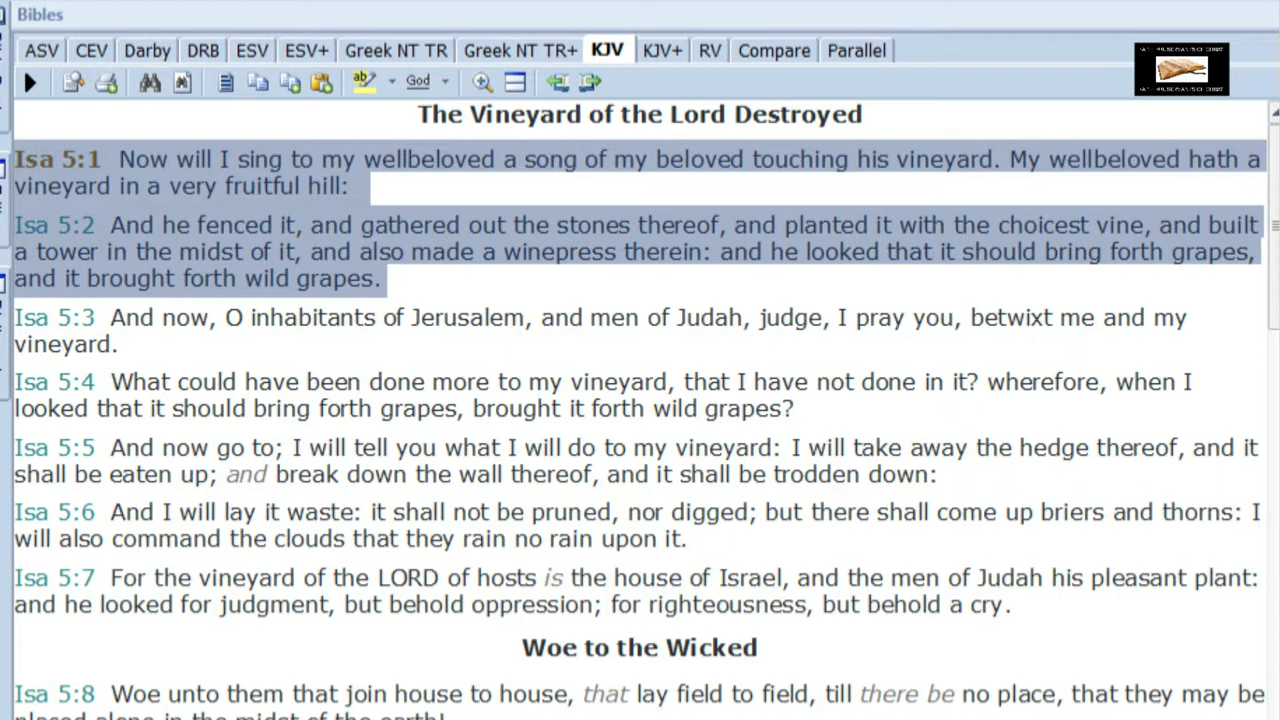 Bibles
ASV CEV Darby DRB ESV ESV+ Greek NT TR Greek NT TR+ KJV KJV+ RV Compare Parallel
ab God
The Vineyard of the Lord Destroyed
Isa 5:1 Now will I sing to my wellbeloved a song of my beloved touching his vineyard. My wellbeloved hath a
vineyard in a very fruitful hill:
Isa 5:2 And he fenced it, and gathered out the stones thereof, and planted it with the choicest vine, and built
a tower in the midst of it, and also made a winepress therein: and he looked that it should bring forth grapes,
and it brought forth wild grapes.
Isa 5:3 And now, O inhabitants of Jerusalem, and men of Judah, judge, I pray you, betwixt me and my
vineyard.
Isa 5:4 What could have been done more to my vineyard, that I have not done in it? wherefore, when I
looked that it should bring forth grapes, brought it forth wild grapes?
Isa 5:5 And now go to; I will tell you what I will do to my vineyard: I will take away the hedge thereof, and it
shall be eaten up; and break down the wall thereof, and it shall be trodden down:
Isa 5:6 And I will lay it waste: it shall not be pruned, nor digged; but there shall come up briers and thorns: I
will also command the clouds that they rain no rain upon it.
Isa 5:7 For the vineyard of the LORD of hosts is the house of Israel, and the men of Judah his pleasant plant:
and he looked for judgment, but behold oppression; for righteousness, but behold a cry.
Woe to the Wicked
Isa 5:8 Woe unto them that join house to house, that lay field to field, till there be no place, that they may be
placed alone in the midst of the earth!